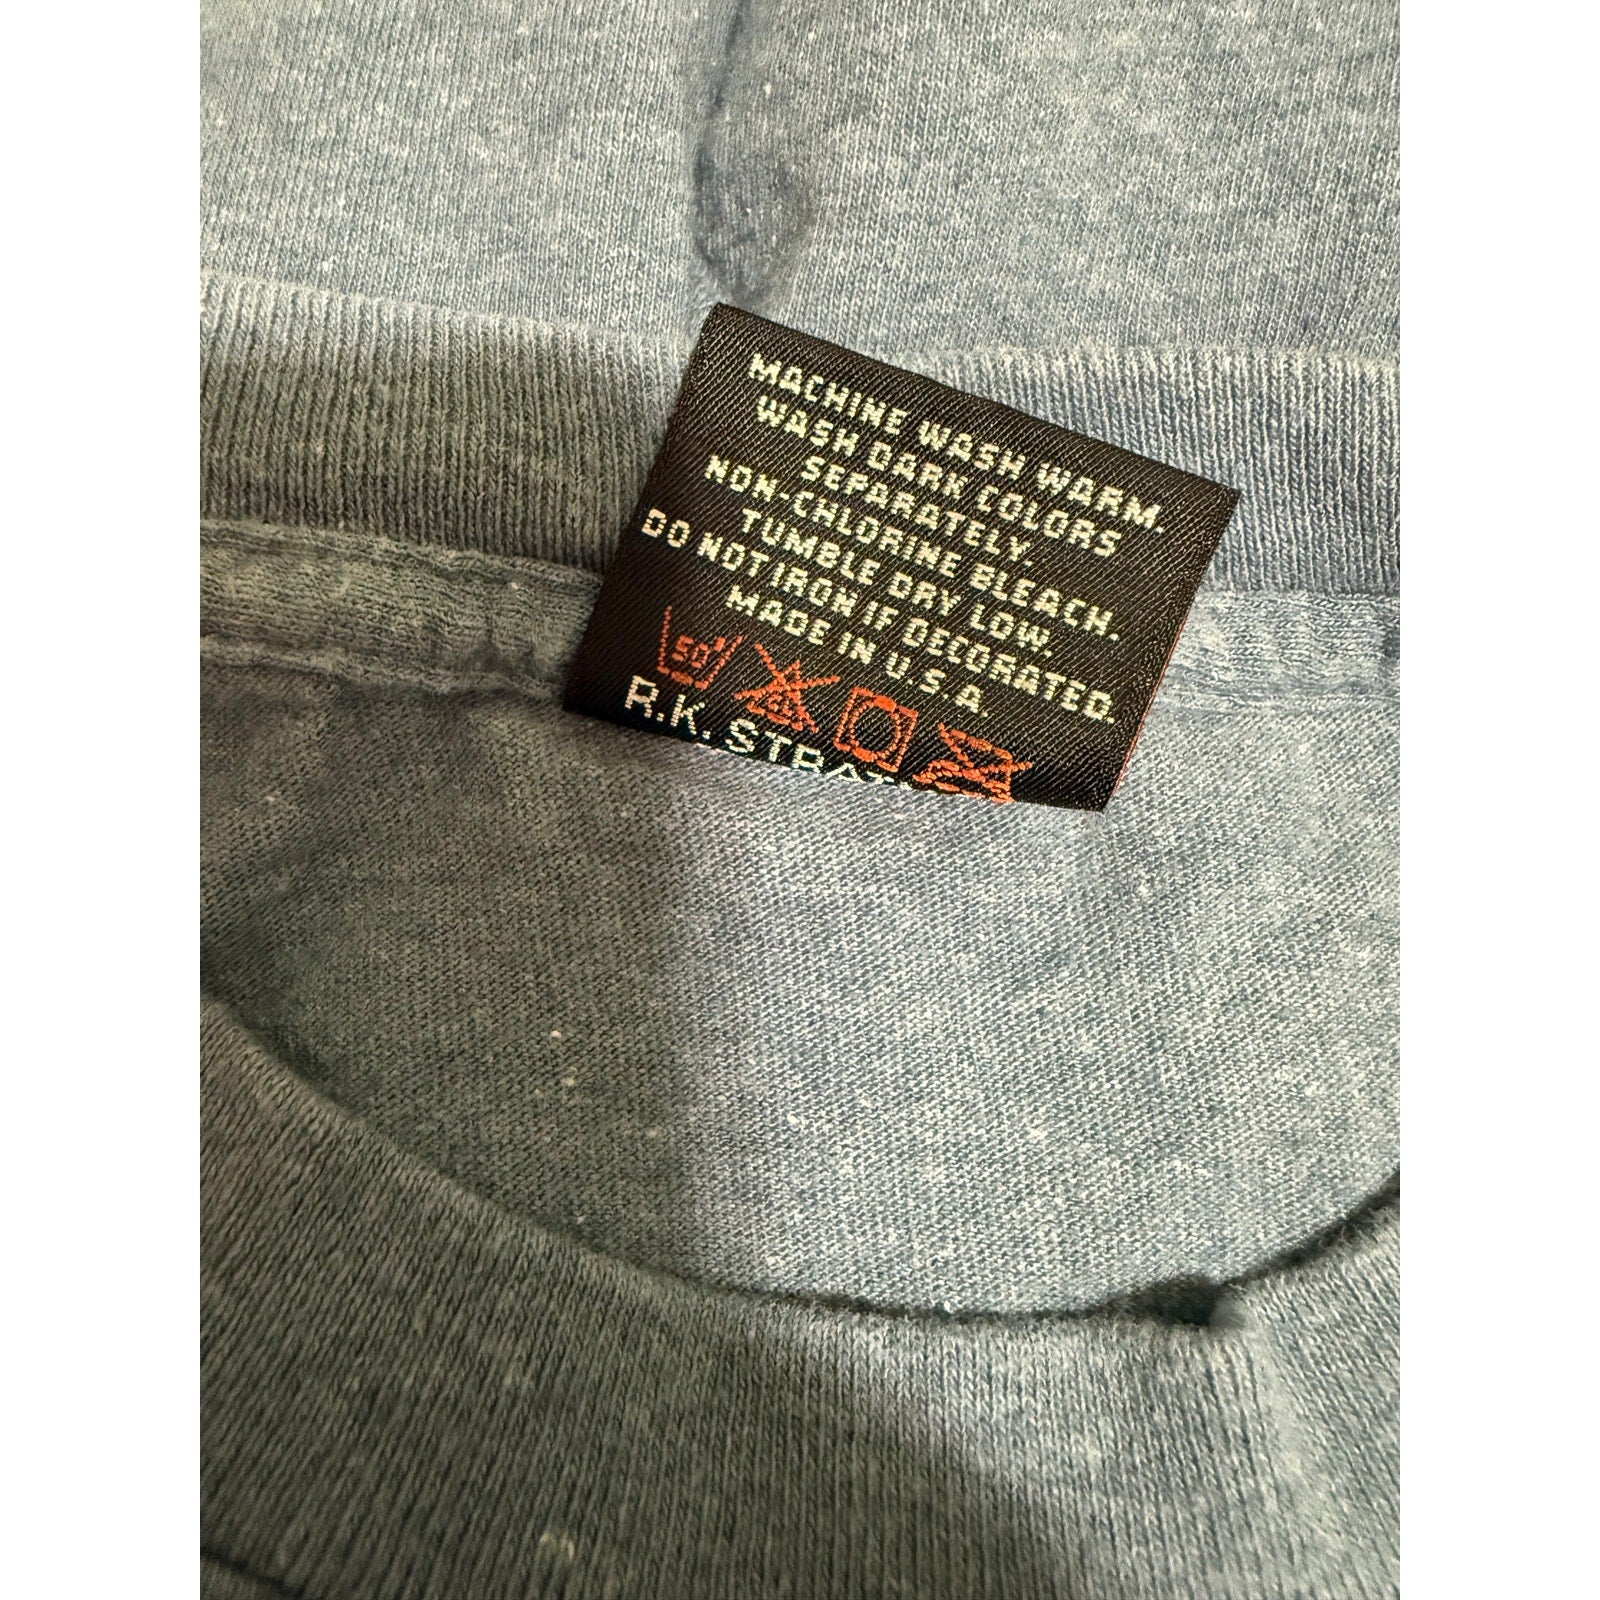 MACHINE WASH WARM.
WASH DARK COLORS
SEPARATELY.
NON-CHLORINE BLEACH.
TUMBLE DRY LOW.
DO NOT IRON IF DECORATED.
MADE IN U.S.A.
50°
R.K.